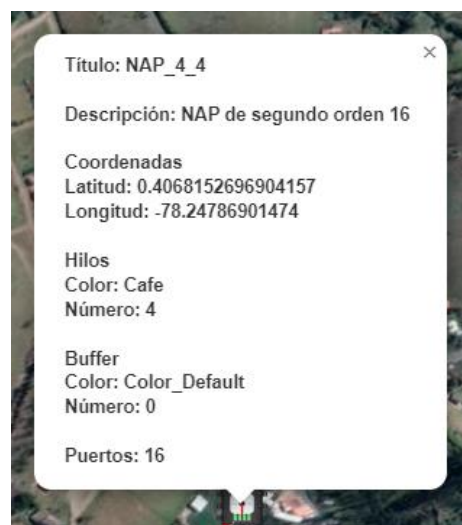 Título: NAP_4_4
Descripción: NAP de segundo orden 16
Coordenadas
Latitud: 0.4068152696904157
Longitud: -78.24786901474
Hilos
Color: Cafe
Número: 4
Buffer
Color: Color_Default
Número: 0
Puertos: 16